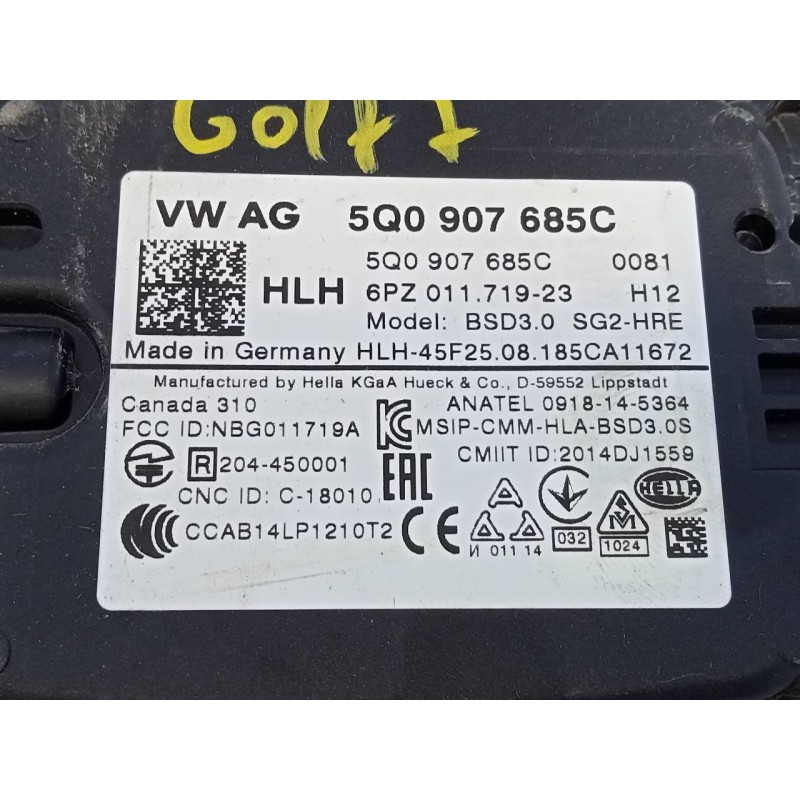 Golf 7
VW AG 5Q0 907 685C
5Q0 907 685C 0081
HLH 6PZ 011.719-23 H12
Model: BSD3.0 SG2-HRE
Made in Germany HLH-45F25.08.185CA11672
Manufactured by Hella KGaA Hueck & Co., D-59552 Lippstadt
Canada 310 ANATEL 0918-14-5364
FCC ID:NBG011719A KC MSIP-CMM-HLA-BSD3.0S
R 204-450001 EAC CMIIT ID:2014DJ1559
HELLA
CNC ID: C-18010
CCC CCAB14LP1210T2 CE И 011 14 032 1024